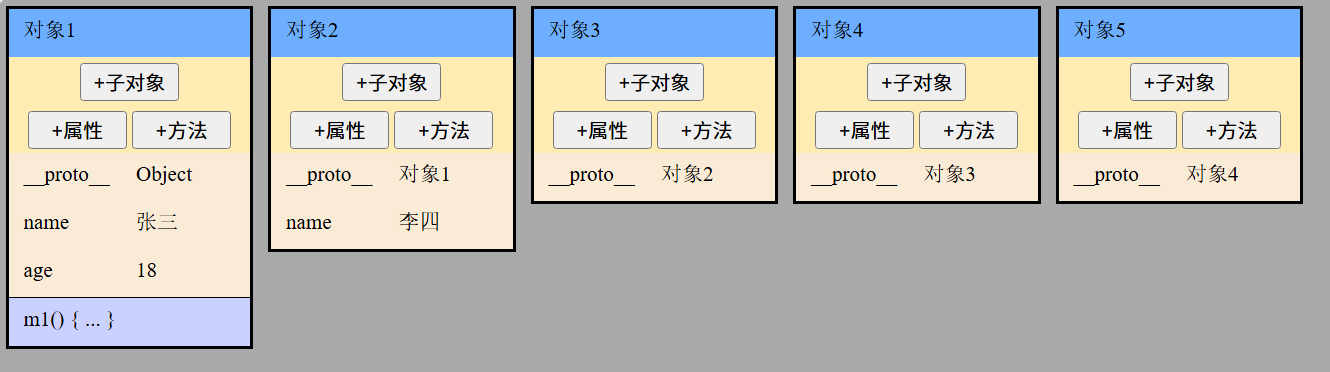 对象1
+子对象
+属性 +方法
__proto__ Object
name 张三
age 18
m1() { ... }
对象2
+子对象
+属性 +方法
__proto__ 对象1
name 李四
对象3
+子对象
+属性 +方法
__proto__ 对象2
对象4
+子对象
+属性 +方法
__proto__ 对象3
对象5
+子对象
+属性 +方法
__proto__ 对象4